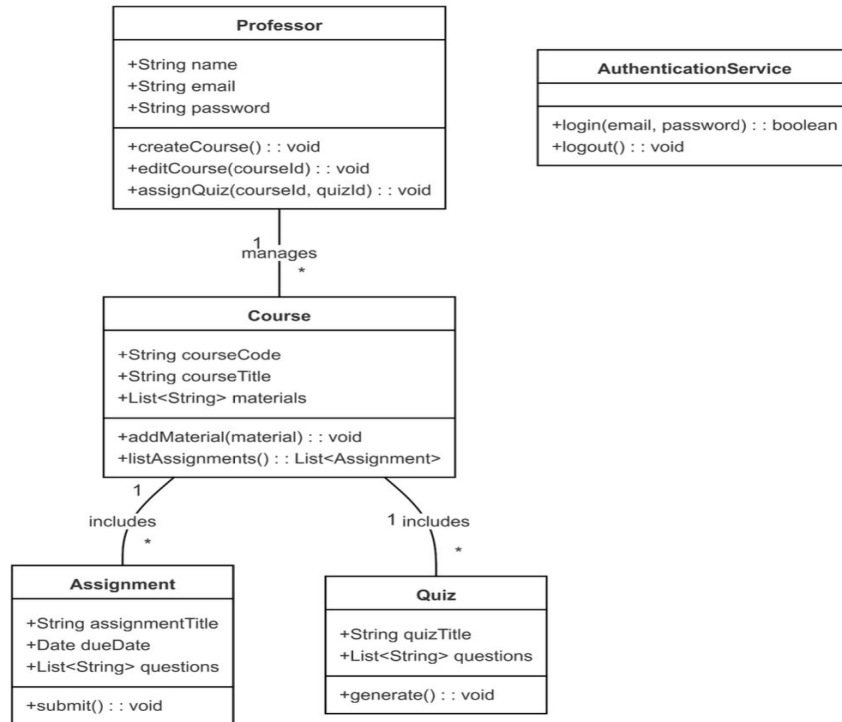 Professor
+String name
+String email
+String password
+createCourse() : : void
+editCourse(courseId) : : void
+assignQuiz(courseId, quizId) : : void
AuthenticationService
+login(email, password) : : boolean
+logout() : : void
1
manages
*
Course
+String courseCode
+String courseTitle
+List<String> materials
+addMaterial(material) : : void
+listAssignments() : : List<Assignment>
1
includes
*
1 includes
*
Assignment
+String assignmentTitle
+Date dueDate
+List<String> questions
+submit() : : void
Quiz
+String quizTitle
+List<String> questions
+generate() : : void